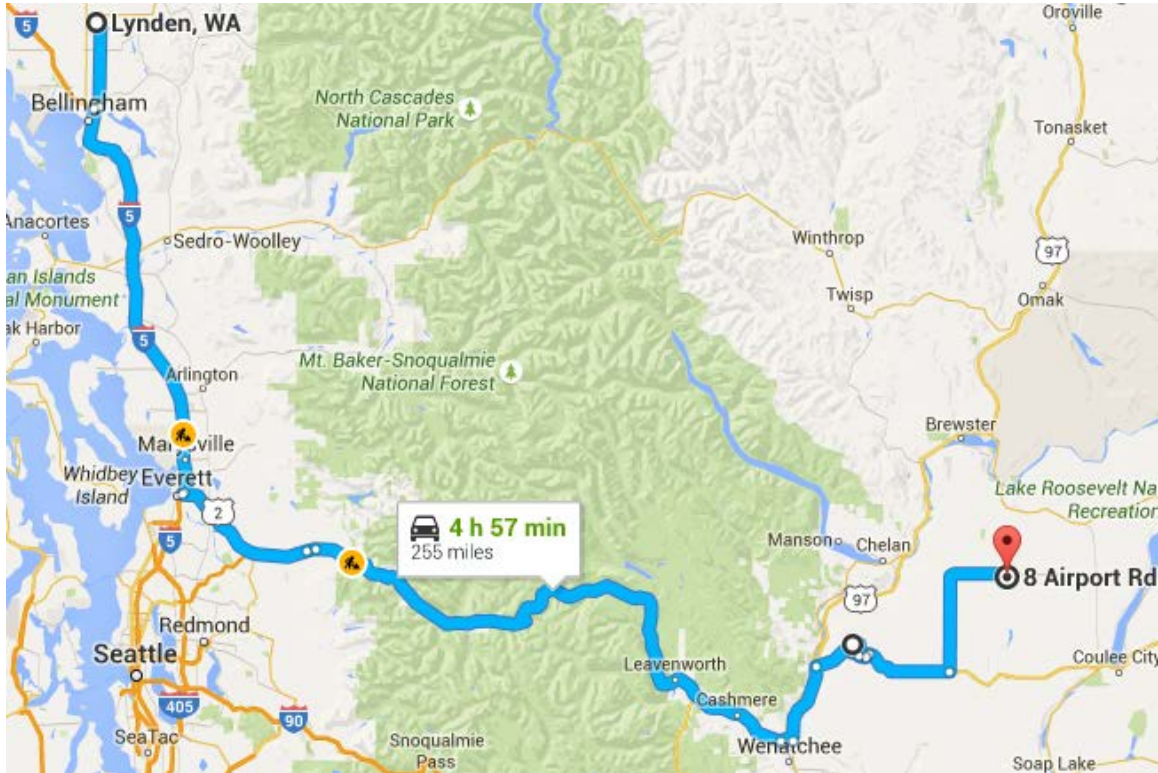 Oroville
5
Lynden, WA
Bellingham
North Cascades
National Park
Tonasket
5
Anacortes
Sedro-Woolley
Winthrop
97
an Islands
al Monument
Twisp
Omak
ak Harbor
5
Mt. Baker-Snoqualmie
National Forest
Arlington
Brewster
Whidbey
Island
Everett
Lake Roosevelt Na
Recreation
2
4 h 57 min
255 miles
5
Manson
Chelan
8 Airport Rd
97
Redmond
Seattle
Leavenworth
Coulee City
Cashmere
405
90
SeaTac
Snoqualmie
Pass
Wenatchee
Soap Lake